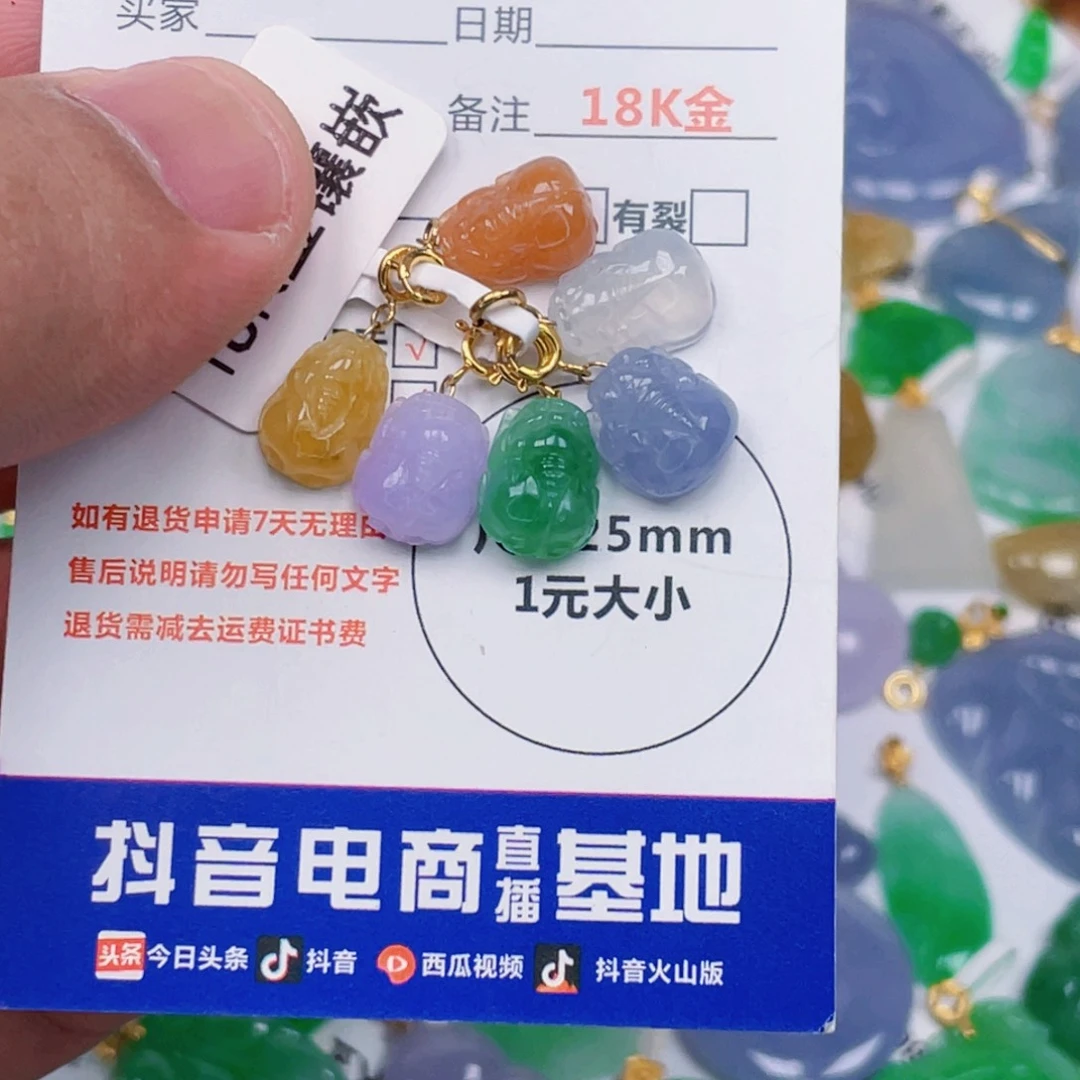 买家 日期
备注 18K金
有裂
镶嵌
√
25mm
1元大小
如有退货申请7天无理由
售后说明请勿写任何文字
退货需减去运费证书费
抖音电商直播基地
头条 今日头条 抖音 西瓜视频 抖音火山版